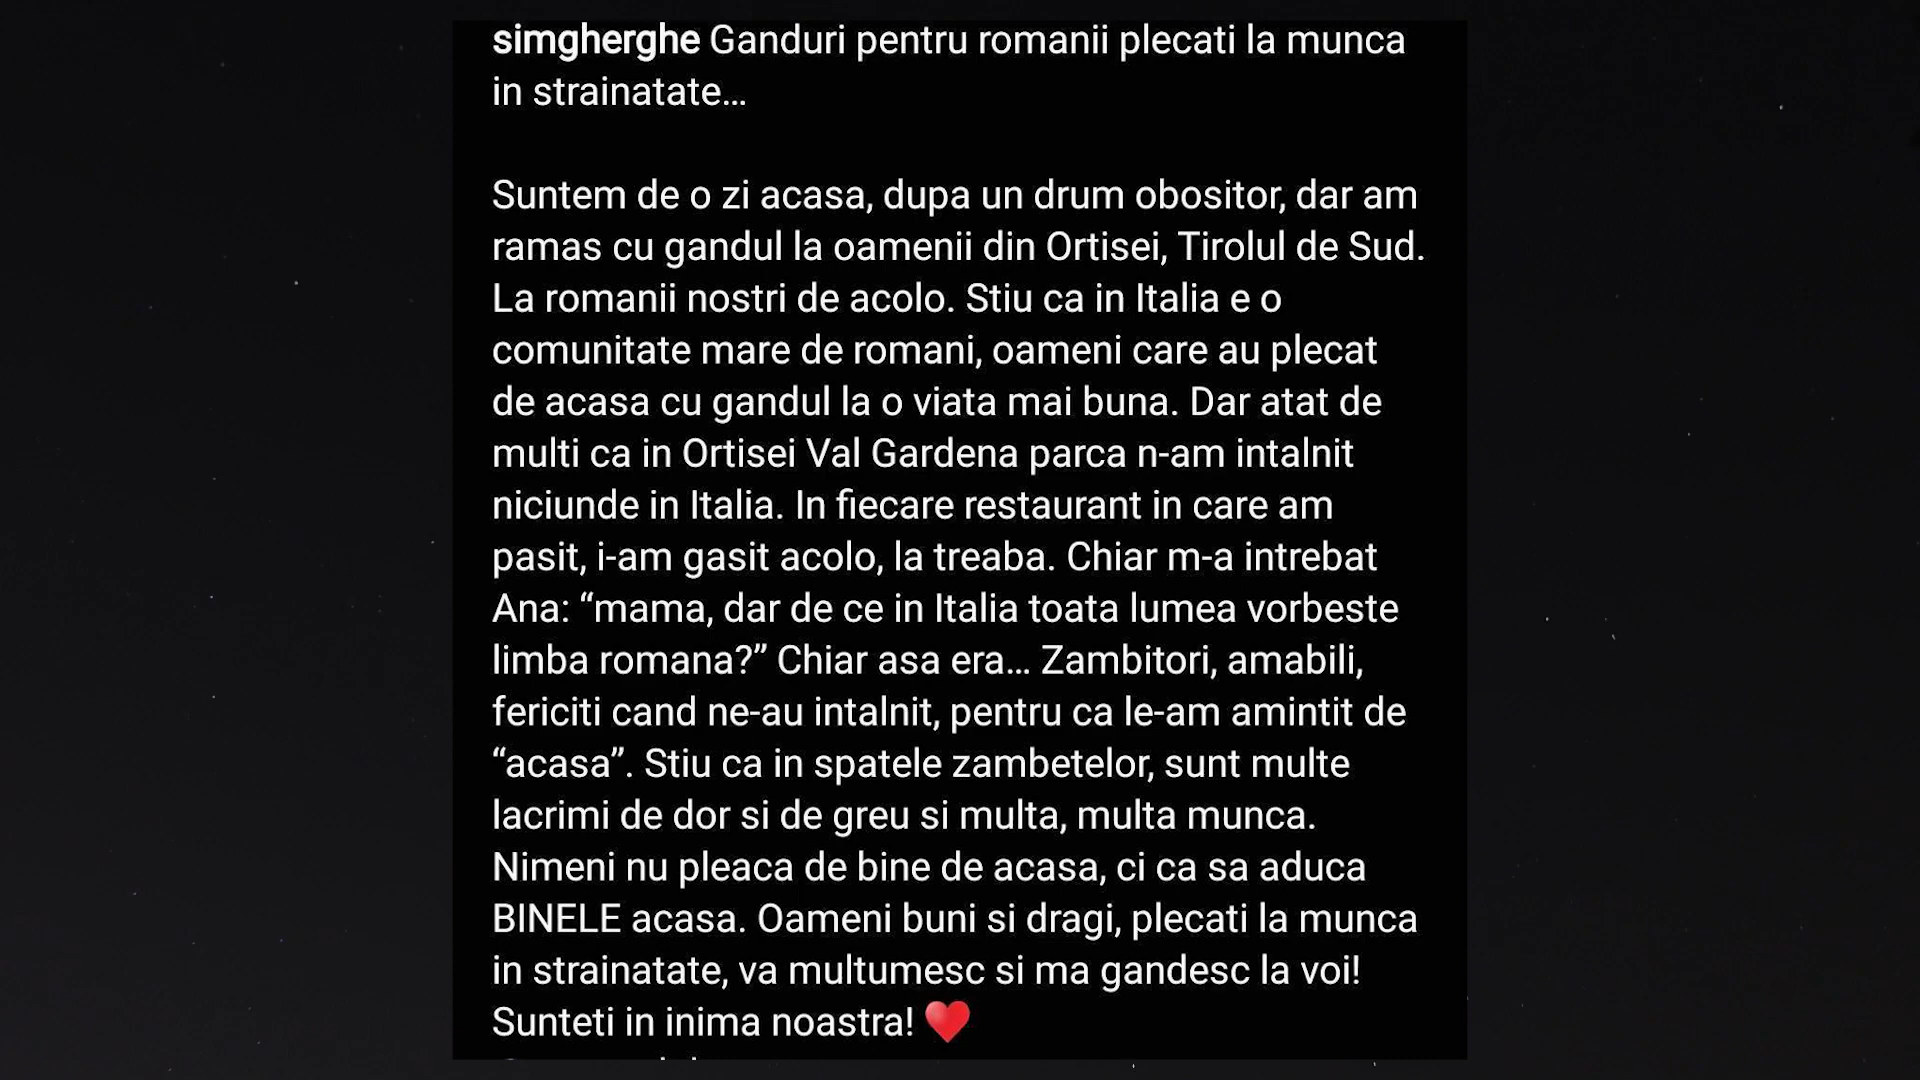 simgherghe Ganduri pentru romanii plecati la munca
in strainatate…
Suntem de o zi acasa, dupa un drum obositor, dar am
ramas cu gandul la oamenii din Ortisei, Tirolul de Sud.
La romanii nostri de acolo. Stiu ca in Italia e o
comunitate mare de romani, oameni care au plecat
de acasa cu gandul la o viata mai buna. Dar atat de
multi ca in Ortisei Val Gardena parca n-am intalnit
niciunde in Italia. In fiecare restaurant in care am
pasit, i-am gasit acolo, la treaba. Chiar m-a intrebat
Ana: “mama, dar de ce in Italia toata lumea vorbeste
limba romana?” Chiar asa era… Zambitori, amabili,
fericiti cand ne-au intalnit, pentru ca le-am amintit de
“acasa”. Stiu ca in spatele zambetelor, sunt multe
lacrimi de dor si de greu si multa, multa munca.
Nimeni nu pleaca de bine de acasa, ci ca sa aduca
BINELE acasa. Oameni buni si dragi, plecati la munca
in strainatate, va multumesc si ma gandesc la voi!
Sunteti in inima noastra! ❤️